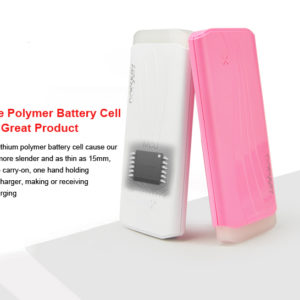 e Polymer Battery Cell
Great Product
ithium polymer battery cell cause our
more slender and as thin as 15mm,
carry-on, one hand holding
harger, making or receiving
rging